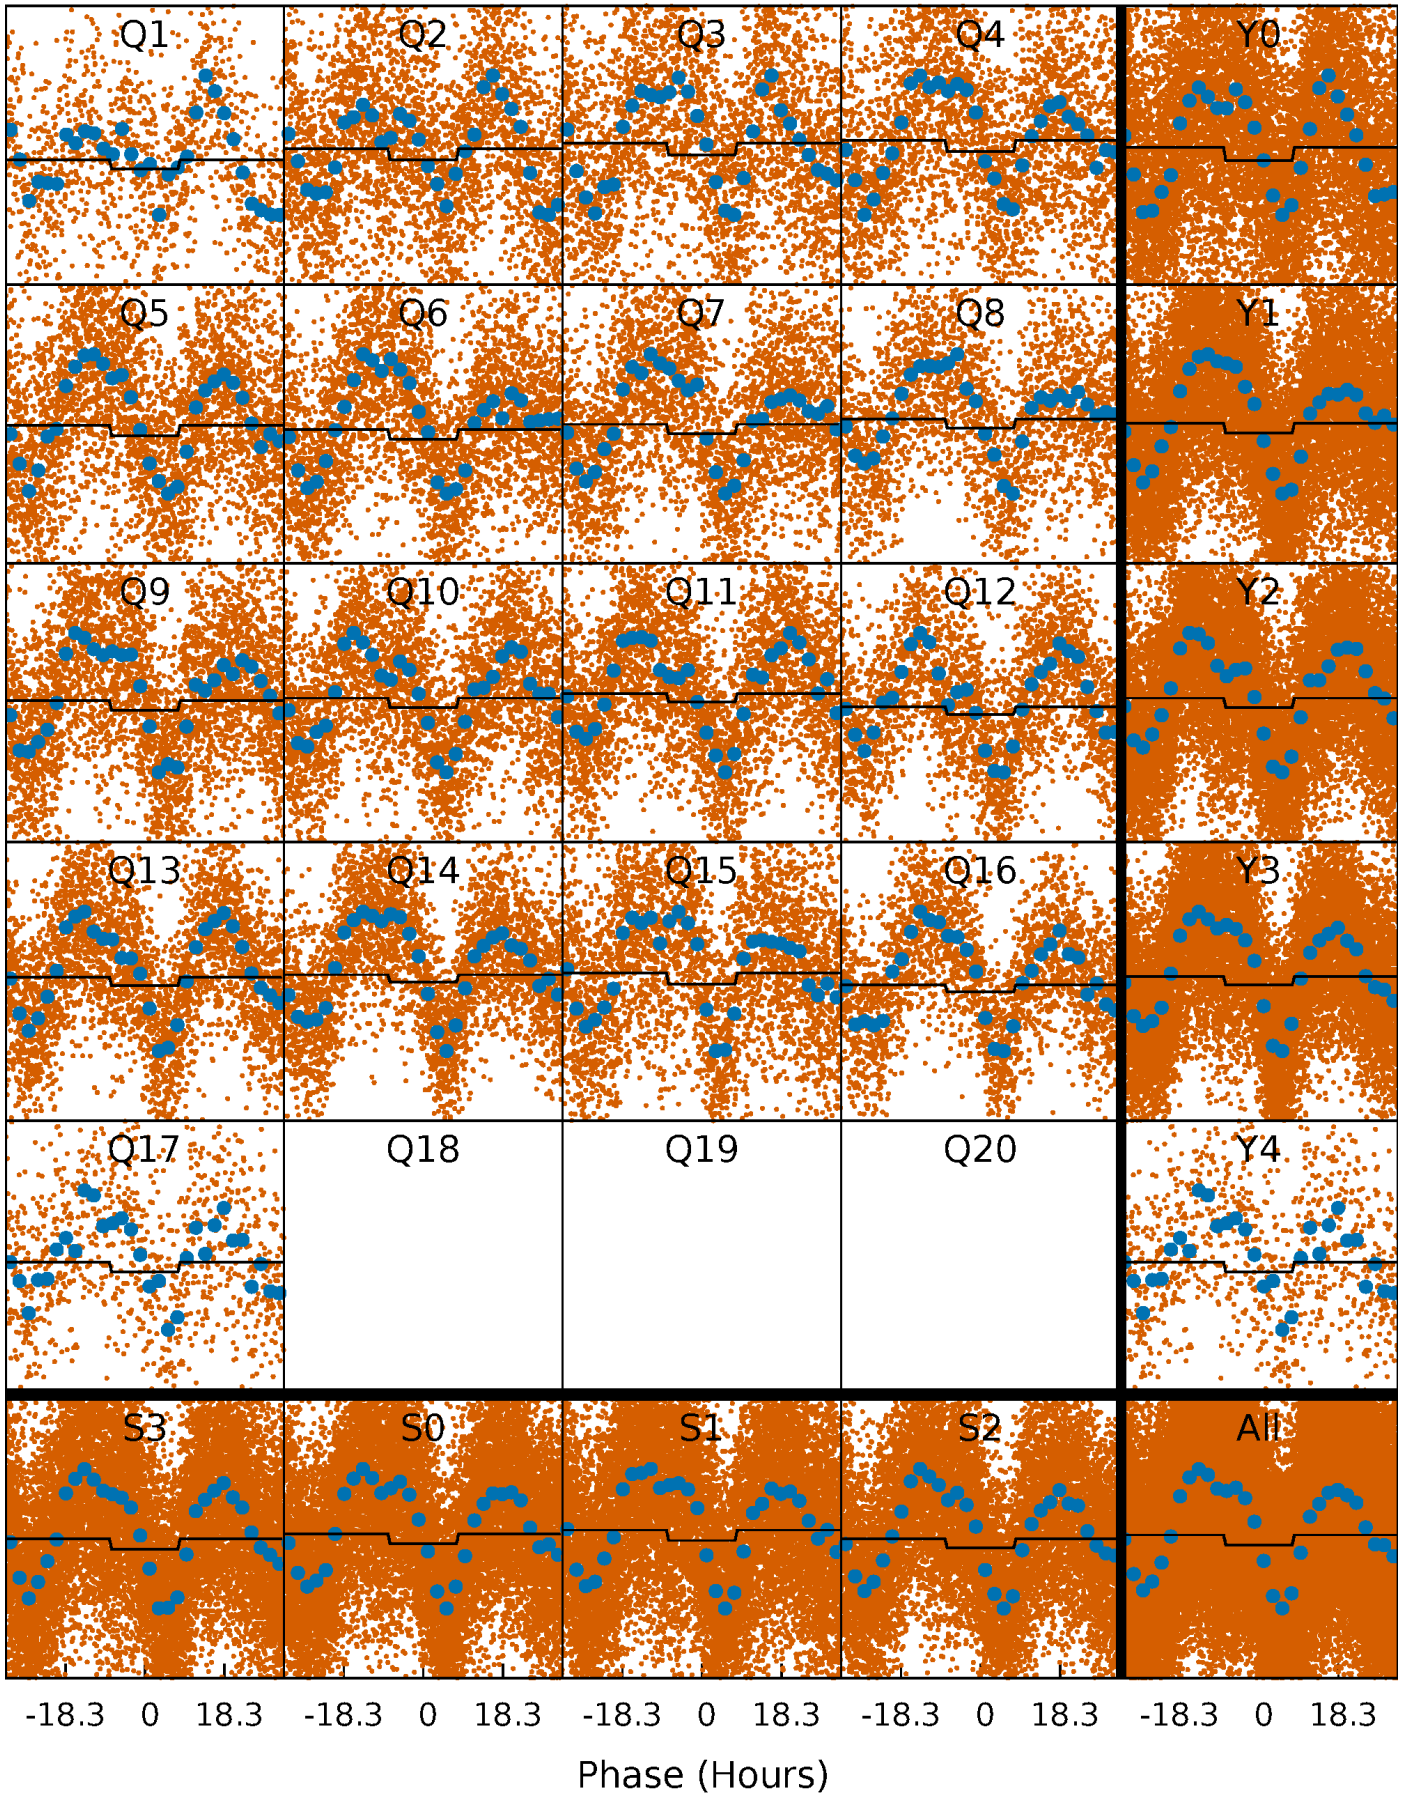 Q1 Q2 Q3 Q4 Y0
Q5 Q6 Q7 Q8 Y1
Q9 Q10 Q11 Q12 Y2
Q13 Q14 Q15 Q16 Y3
Q17 Q18 Q19 Q20 Y4
S3 S0 S1 S2 All
-18.3 0 18.3 -18.3 0 18.3 -18.3 0 18.3 -18.3 0 18.3 -18.3 0 18.3
Phase (Hours)